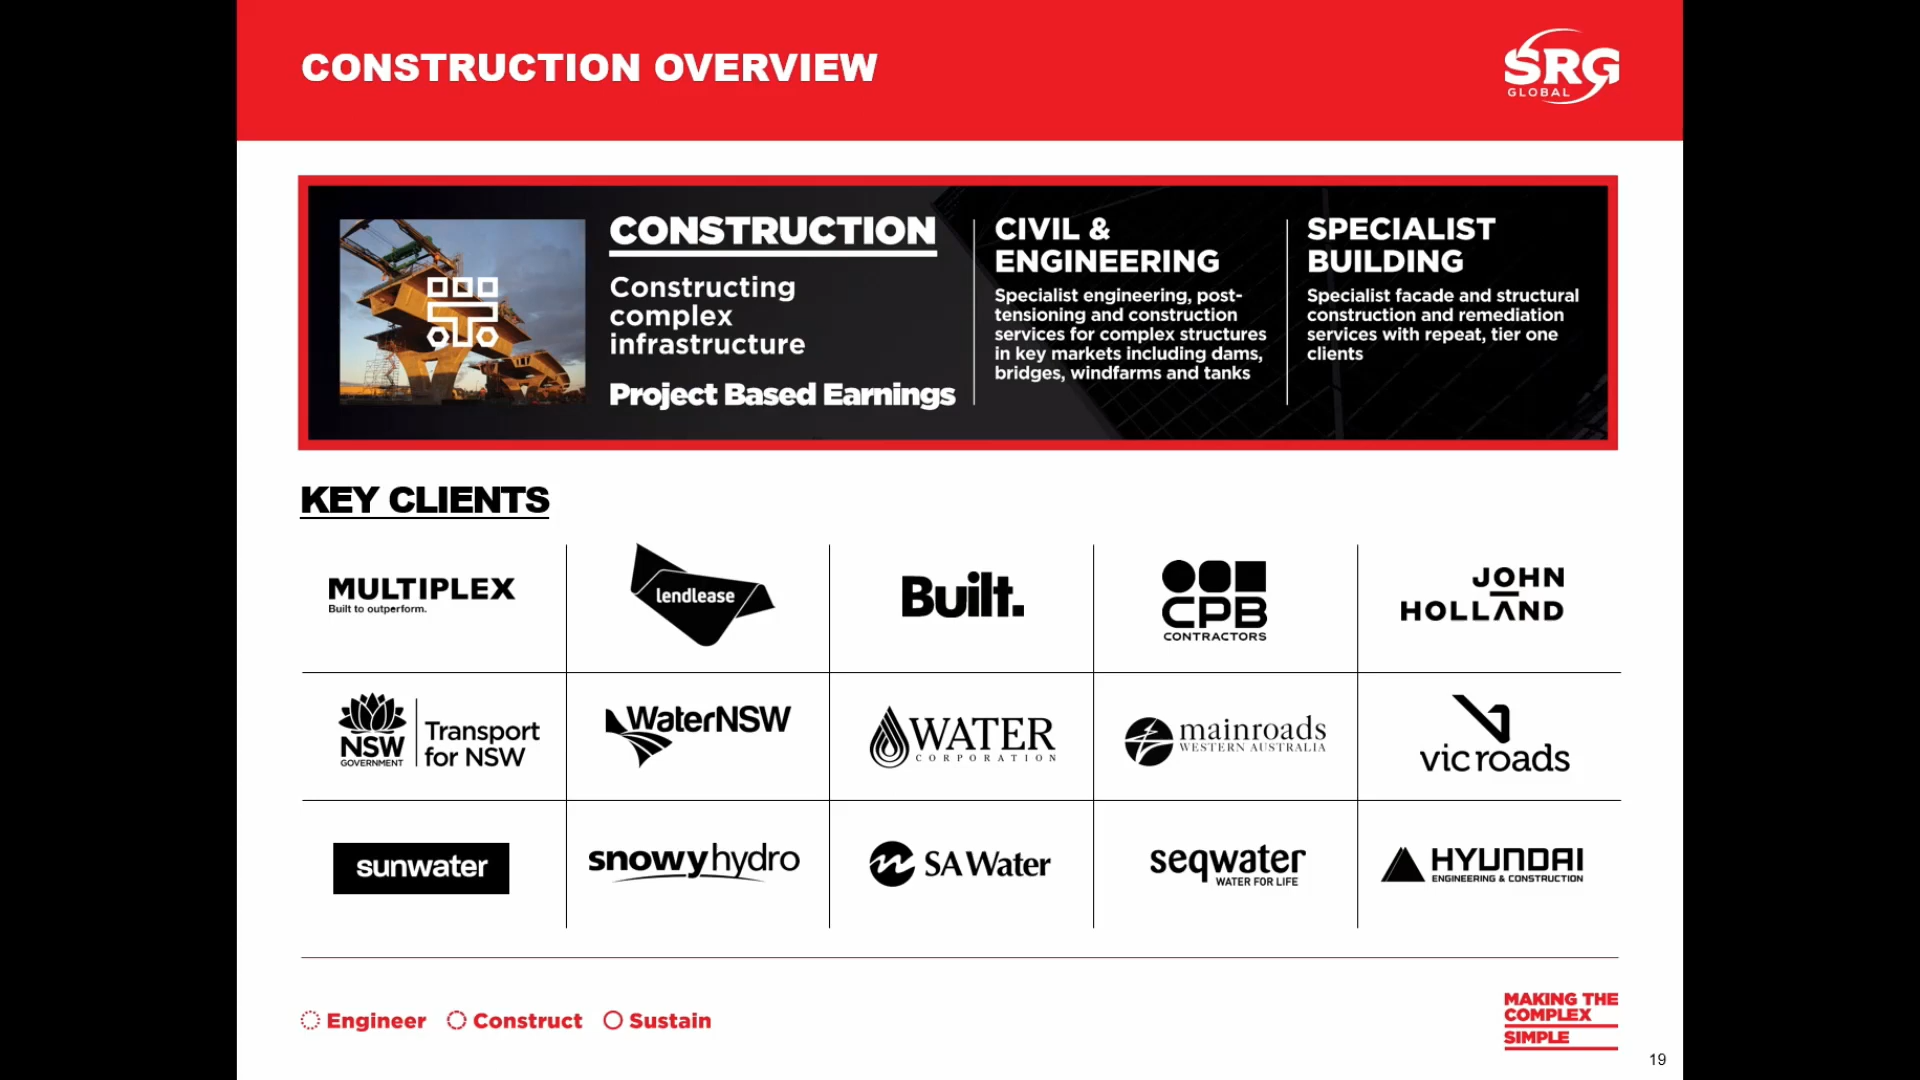 CONSTRUCTION OVERVIEW
SRG
GLOBAL
CONSTRUCTION
Constructing
complex
infrastructure
Project Based Earnings
CIVIL &
ENGINEERING
Specialist engineering, post-
tensioning and construction
services for complex structures
in key markets including dams,
bridges, windfarms and tanks
SPECIALIST
BUILDING
Specialist facade and structural
construction and remediation
services with repeat, tier one
clients
KEY CLIENTS
MULTIPLEX
Built to outperform.
lendlease
Built.
CPB
CONTRACTORS
JOHN
HOLLAND
NSW
GOVERNMENT
Transport
for NSW
WaterNSW
WATER
CORPORATION
mainroads
WESTERN AUSTRALIA
vic roads
sunwater
snowyhydro
SA Water
seqwater
WATER FOR LIFE
HYUNDAI
ENGINEERING & CONSTRUCTION
Engineer
Construct
Sustain
MAKING THE
COMPLEX
SIMPLE
19